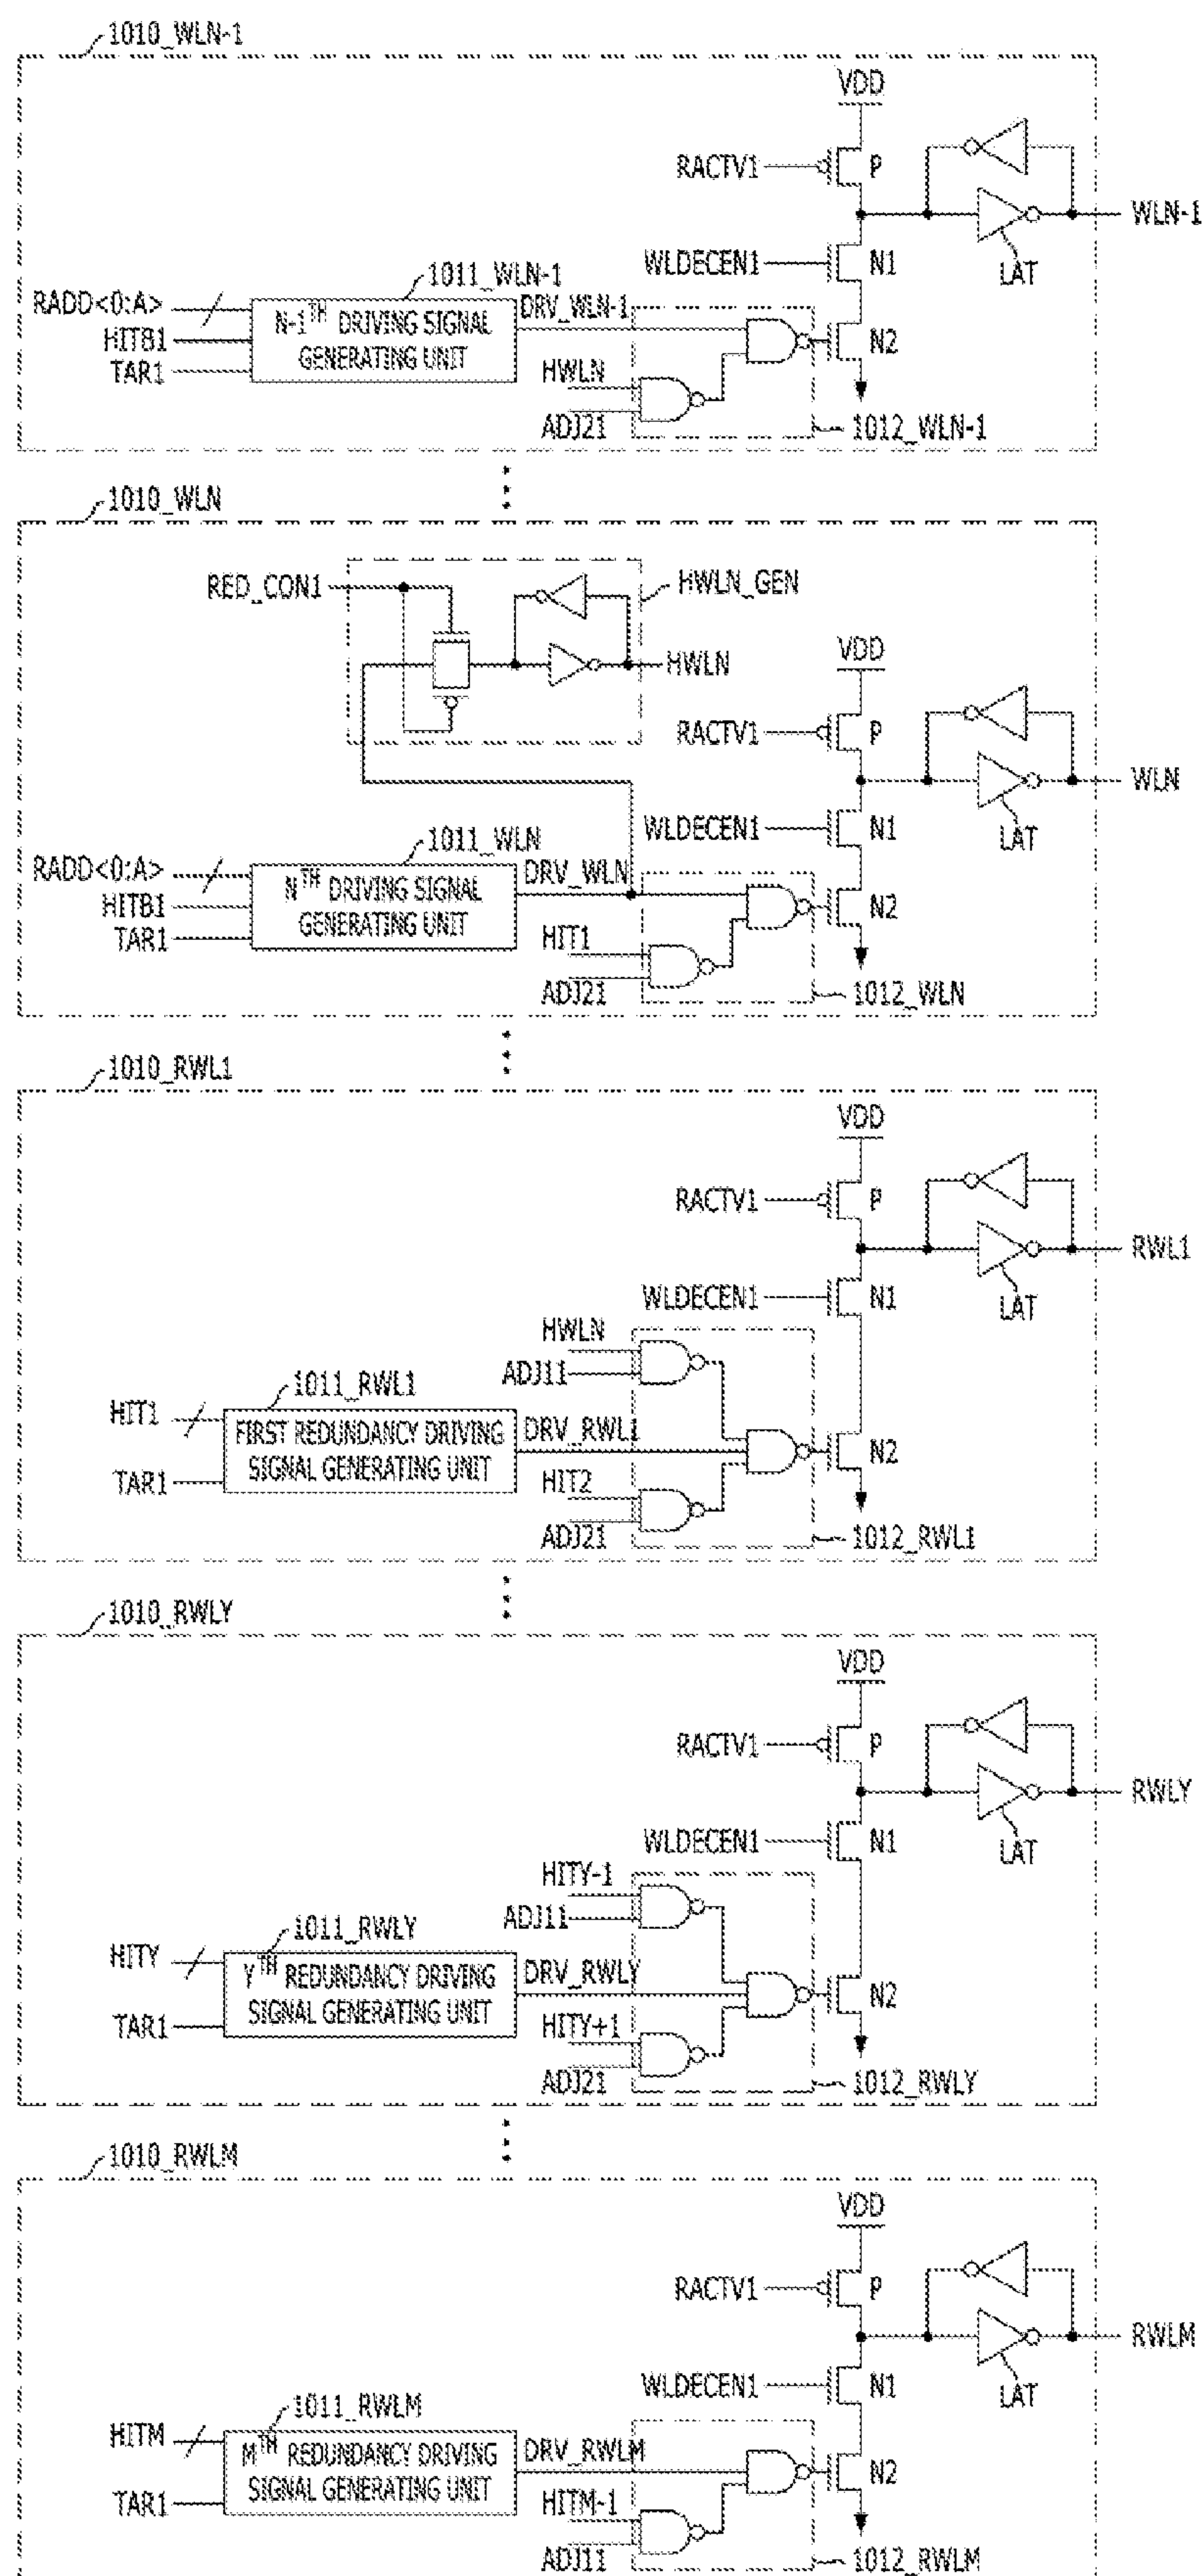 1010_WLN-1
VDD
RACTV1
P
WLN-1
LAT
WLDECEN1
N1
1011_WLN-1
RADD<0:A>
HITB1
TAR1
N-1TH DRIVING SIGNAL
GENERATING UNIT
DRV_WLN-1
N2
HWLN
ADJ21
1012_WLN-1
1010_WLN
RED_CON1
HWLN_GEN
HWLN
VDD
RACTV1
P
WLN
LAT
WLDECEN1
N1
1011_WLN
RADD<0:A>
HITB1
TAR1
NTH DRIVING SIGNAL
GENERATING UNIT
DRV_WLN
N2
HIT1
ADJ21
1012_WLN
1010_RWL1
VDD
RACTV1
P
RWL1
LAT
WLDECEN1
N1
HWLN
ADJ11
1011_RWL1
HIT1
TAR1
FIRST REDUNDANCY DRIVING
SIGNAL GENERATING UNIT
DRV_RWL1
N2
HIT2
ADJ21
1012_RWL1
1010_RWLY
VDD
RACTV1
P
RWLY
LAT
WLDECEN1
N1
HITY-1
ADJ11
1011_RWLY
HITY
TAR1
YTH REDUNDANCY DRIVING
SIGNAL GENERATING UNIT
DRV_RWLY
N2
HITY+1
ADJ21
1012_RWLY
1010_RWLM
VDD
RACTV1
P
RWLM
LAT
WLDECEN1
N1
1011_RWLM
HITM
TAR1
MTH REDUNDANCY DRIVING
SIGNAL GENERATING UNIT
DRV_RWLM
N2
HITM-1
ADJ11
1012_RWLM